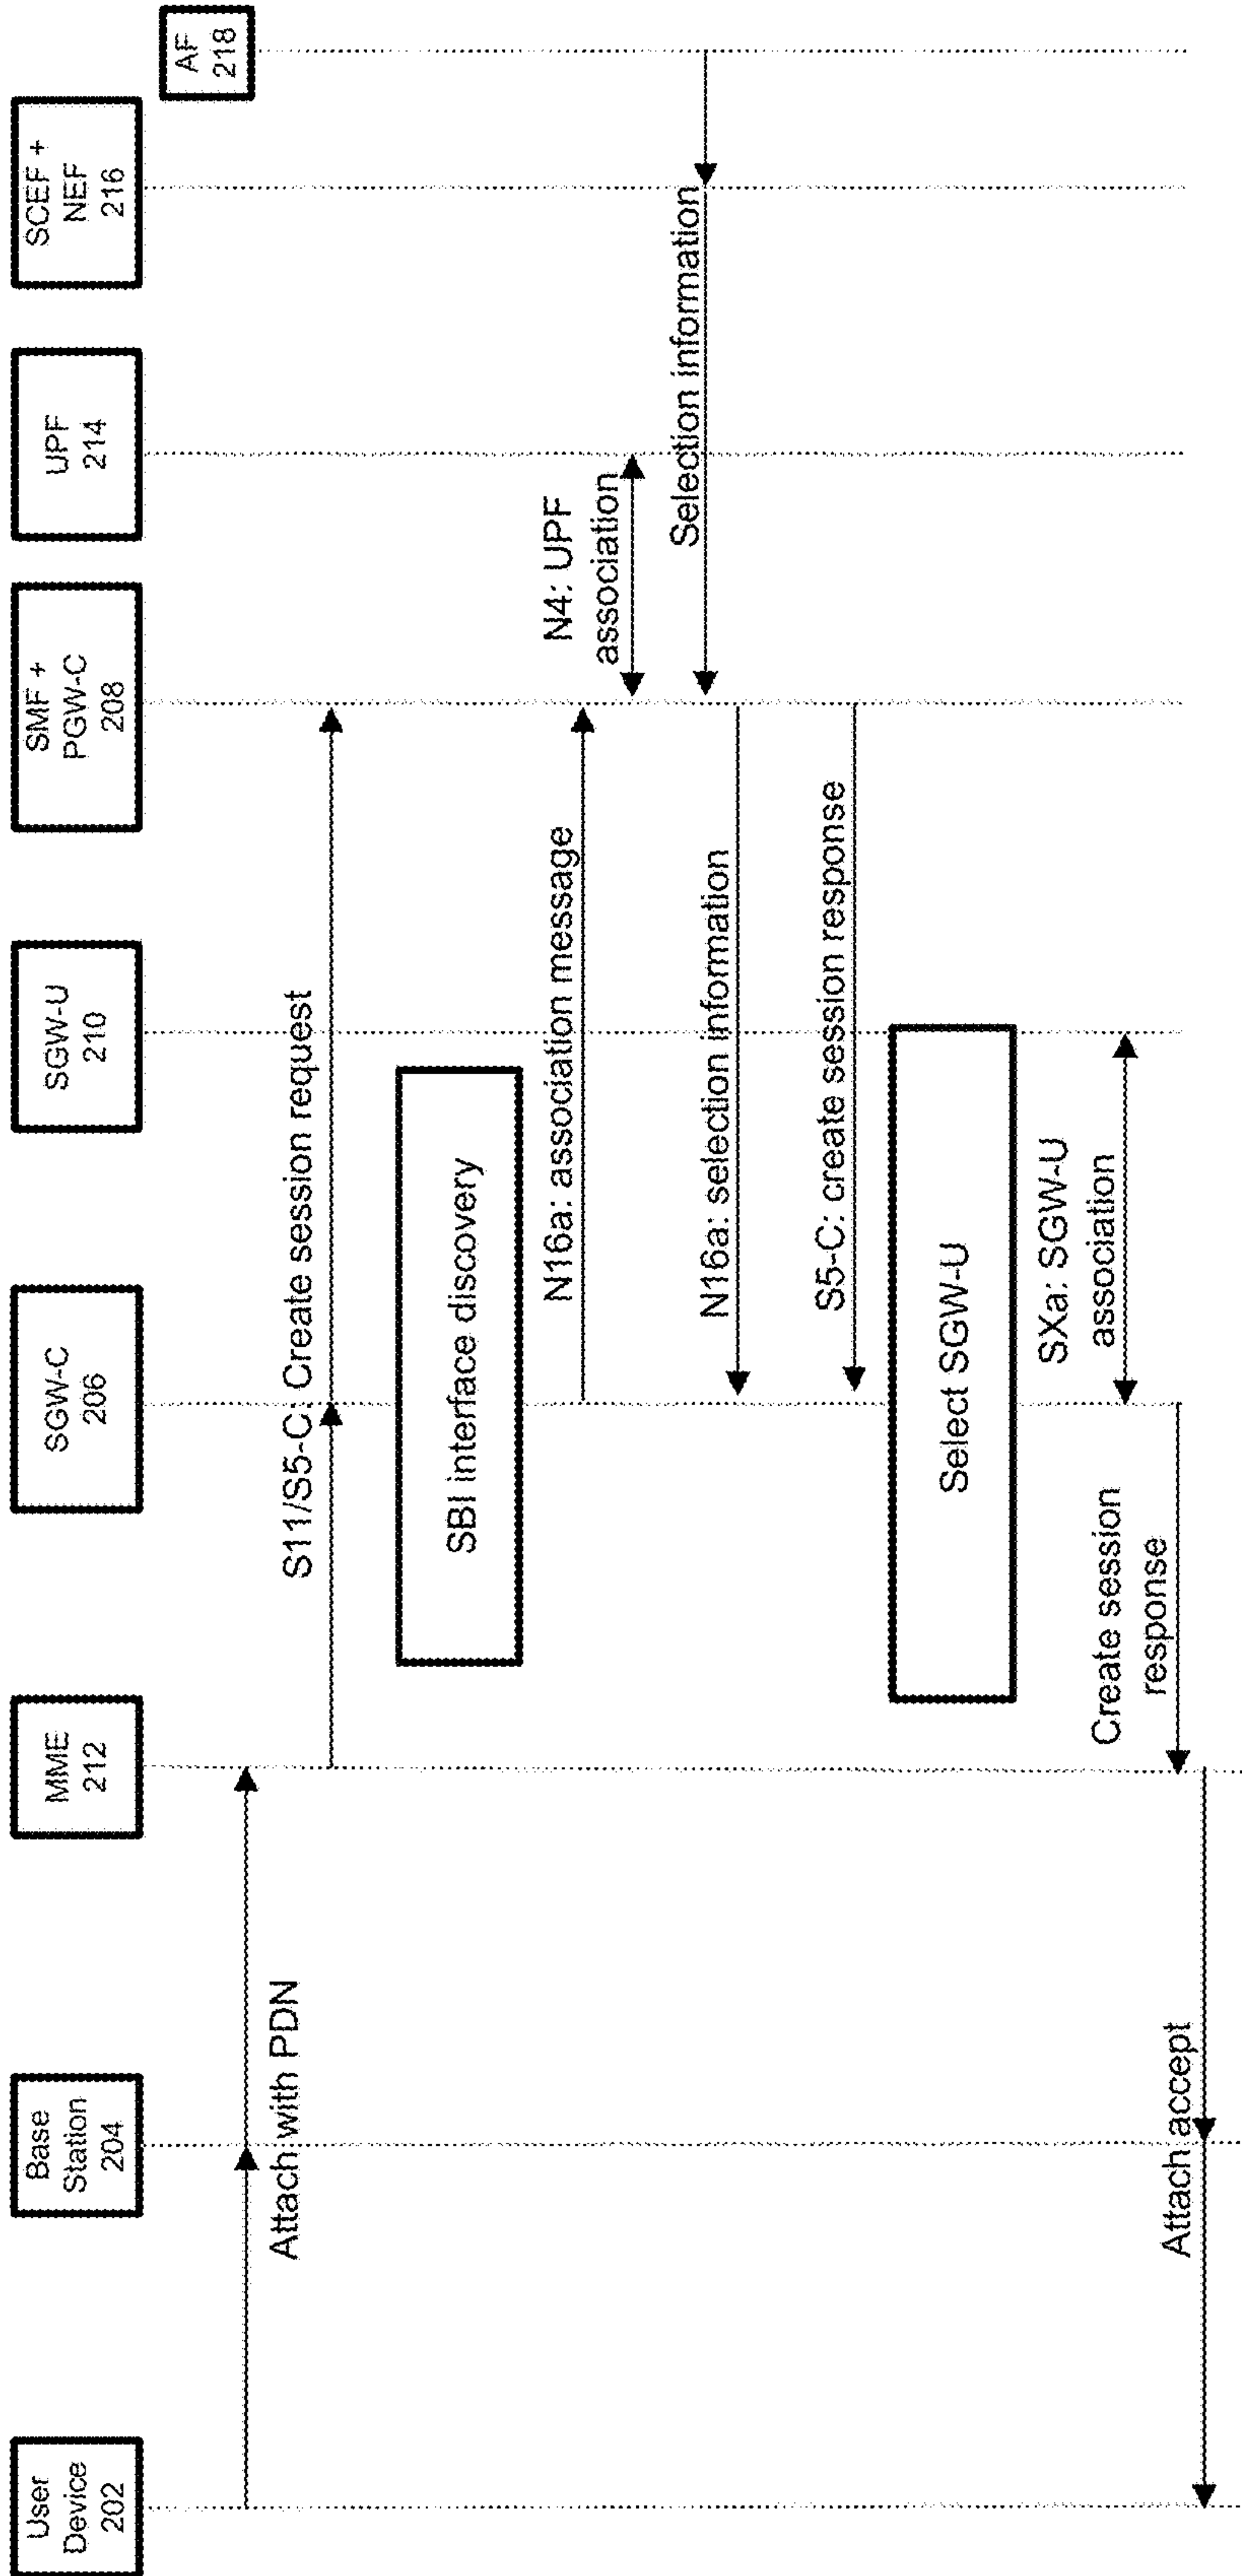 User
Device
202
Base
Station
204
MME
212
SGW-C
206
SGW-U
210
SMF +
PGW-C
208
UPF
214
SCEF +
NEF
216
AF
218
Attach with PDN
S11/S5-C: Create session request
SBI interface discovery
N16a: association message
N4: UPF
association
Selection information
N16a: selection information
S5-C: create session response
Select SGW-U
SXa: SGW-U
association
Create session
response
Attach accept